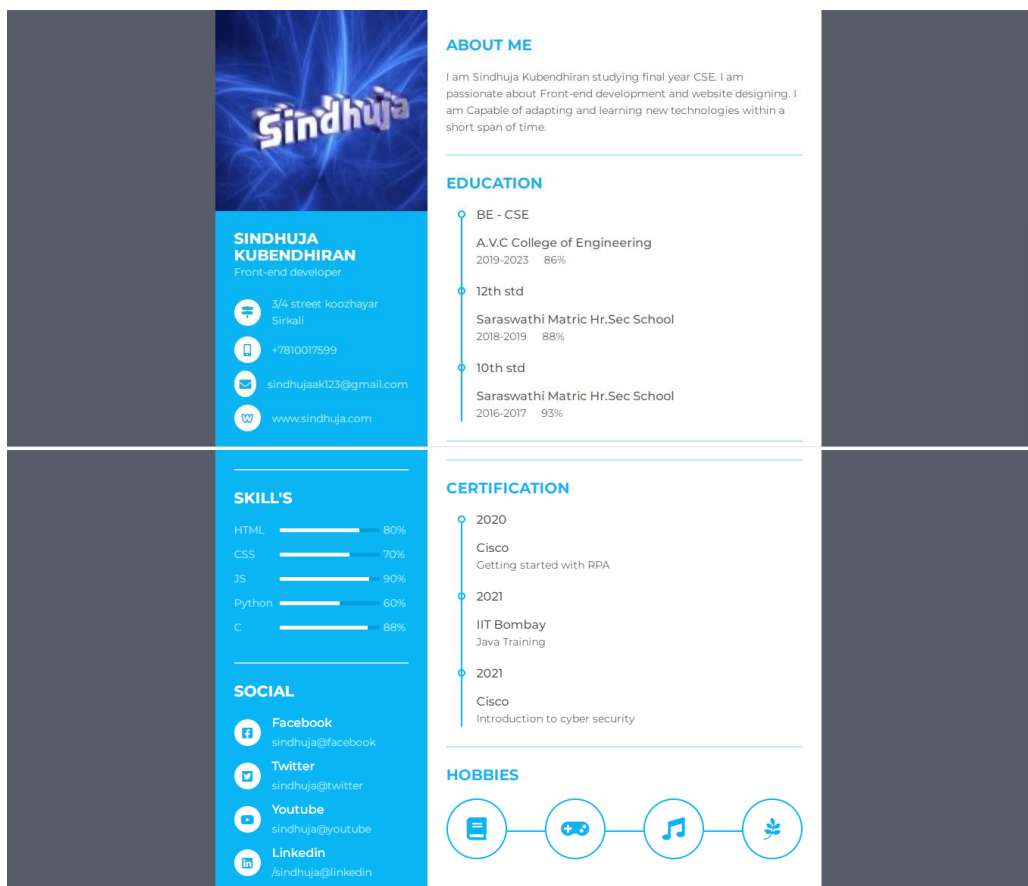 Sindhuja
SINDHUJA
KUBENDHIRAN
Front-end developer
3/4 street koozhayar
Sirkali
+7810017599
sindhujaak123@gmail.com
www.sindhuja.com
ABOUT ME
I am Sindhuja Kubendhiran studying final year CSE. I am
passionate about Front-end development and website designing. I
am Capable of adapting and learning new technologies within a
short span of time.
EDUCATION
BE - CSE
A.V.C College of Engineering
2019-2023 86%
12th std
Saraswathi Matric Hr.Sec School
2018-2019 88%
10th std
Saraswathi Matric Hr.Sec School
2016-2017 93%
SKILL'S
HTML 80%
CSS 70%
JS 90%
Python 60%
C 88%
SOCIAL
Facebook
sindhuja@facebook
Twitter
sindhuja@twitter
Youtube
sindhuja@youtube
Linkedin
/sindhuja@linkedin
CERTIFICATION
2020
Cisco
Getting started with RPA
2021
IIT Bombay
Java Training
2021
Cisco
Introduction to cyber security
HOBBIES